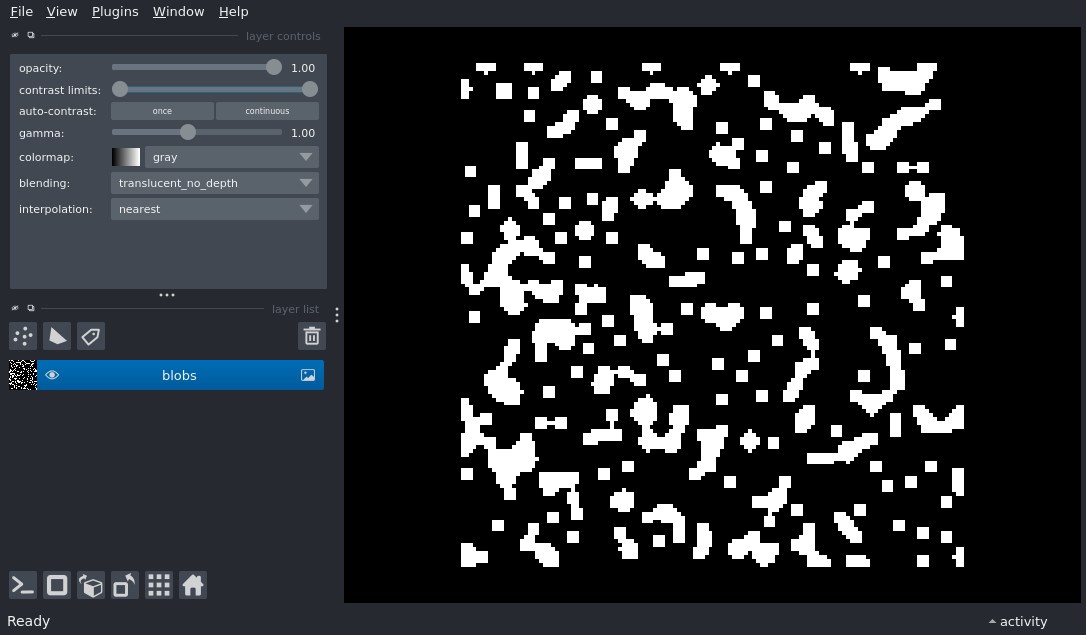 File View Plugins Window Help
layer controls
opacity: 1.00
contrast limits:
auto-contrast: once continuous
gamma: 1.00
colormap: gray
blending: translucent_no_depth
interpolation: nearest
layer list
blobs
Ready activity